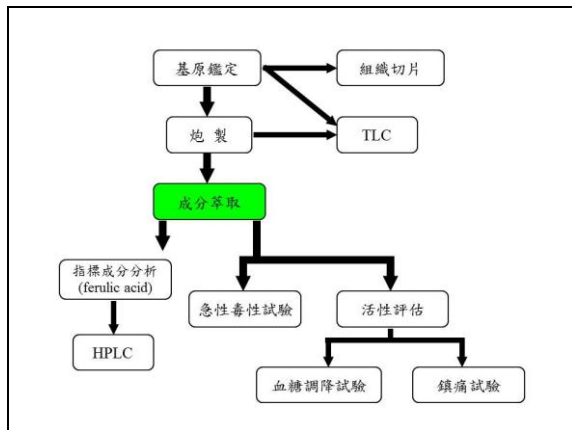 基原鑑定
組織切片
炮 製
TLC
成分萃取
指標成分分析
(ferulic acid)
急性毒性試驗
活性評估
HPLC
血糖調降試驗
鎮痛試驗